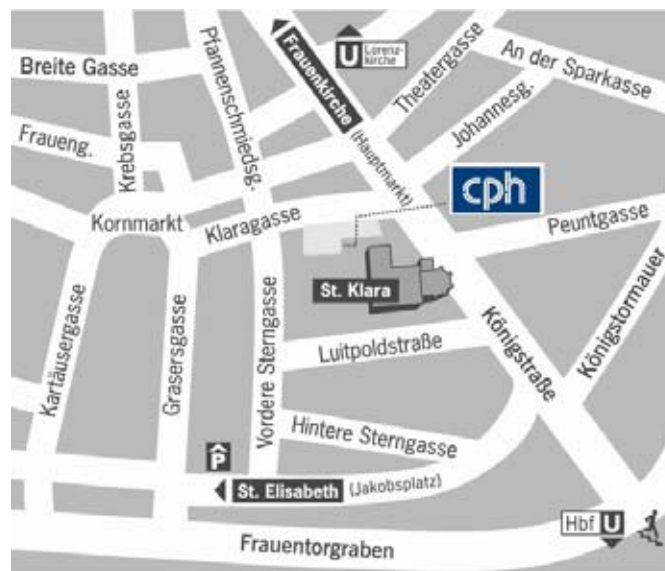 Breite Gasse
Pfannenschmiedsg.
Frauenkirche
(Hauptmarkt)
U
Lorenz-
kirche
Theatergasse
An der Sparkasse
Johannesg.
Fraueng.
Krebsgasse
cph
Kornmarkt
Klaragasse
Peuntgasse
St. Klara
Königstraße
Königstormauer
Luitpoldstraße
Kartäusergasse
Grasersgasse
Vordere Sterngasse
Hintere Sterngasse
P
St. Elisabeth
(Jakobsplatz)
Hbf U
Frauentorgraben